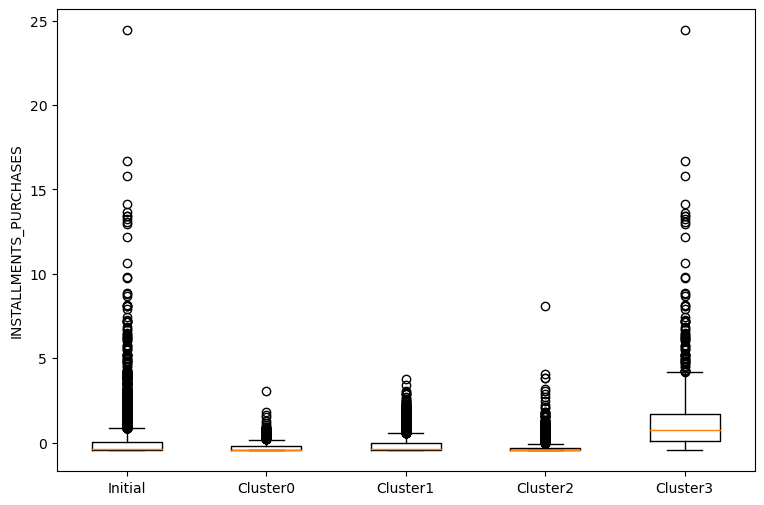 25
20
15
10
5
0
INSTALLMENTS_PURCHASES
Initial
Cluster0
Cluster1
Cluster2
Cluster3